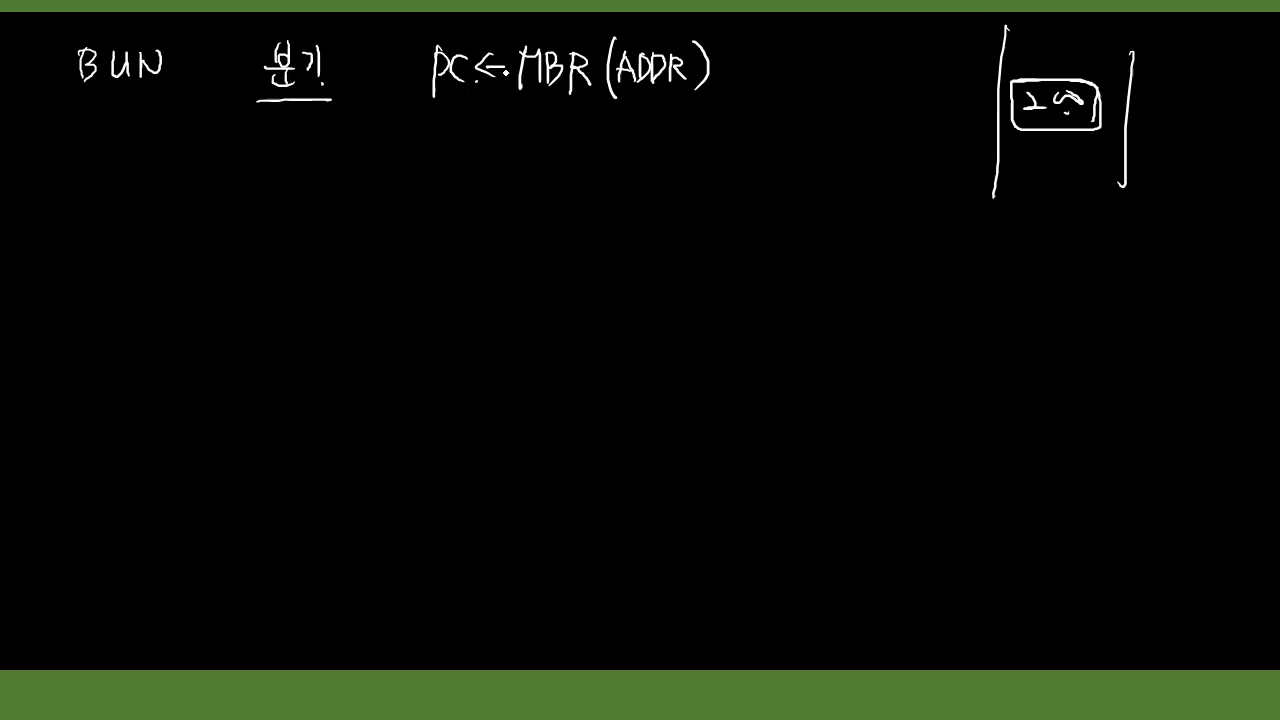 BUN 분기 PC ← MBR (ADDR)